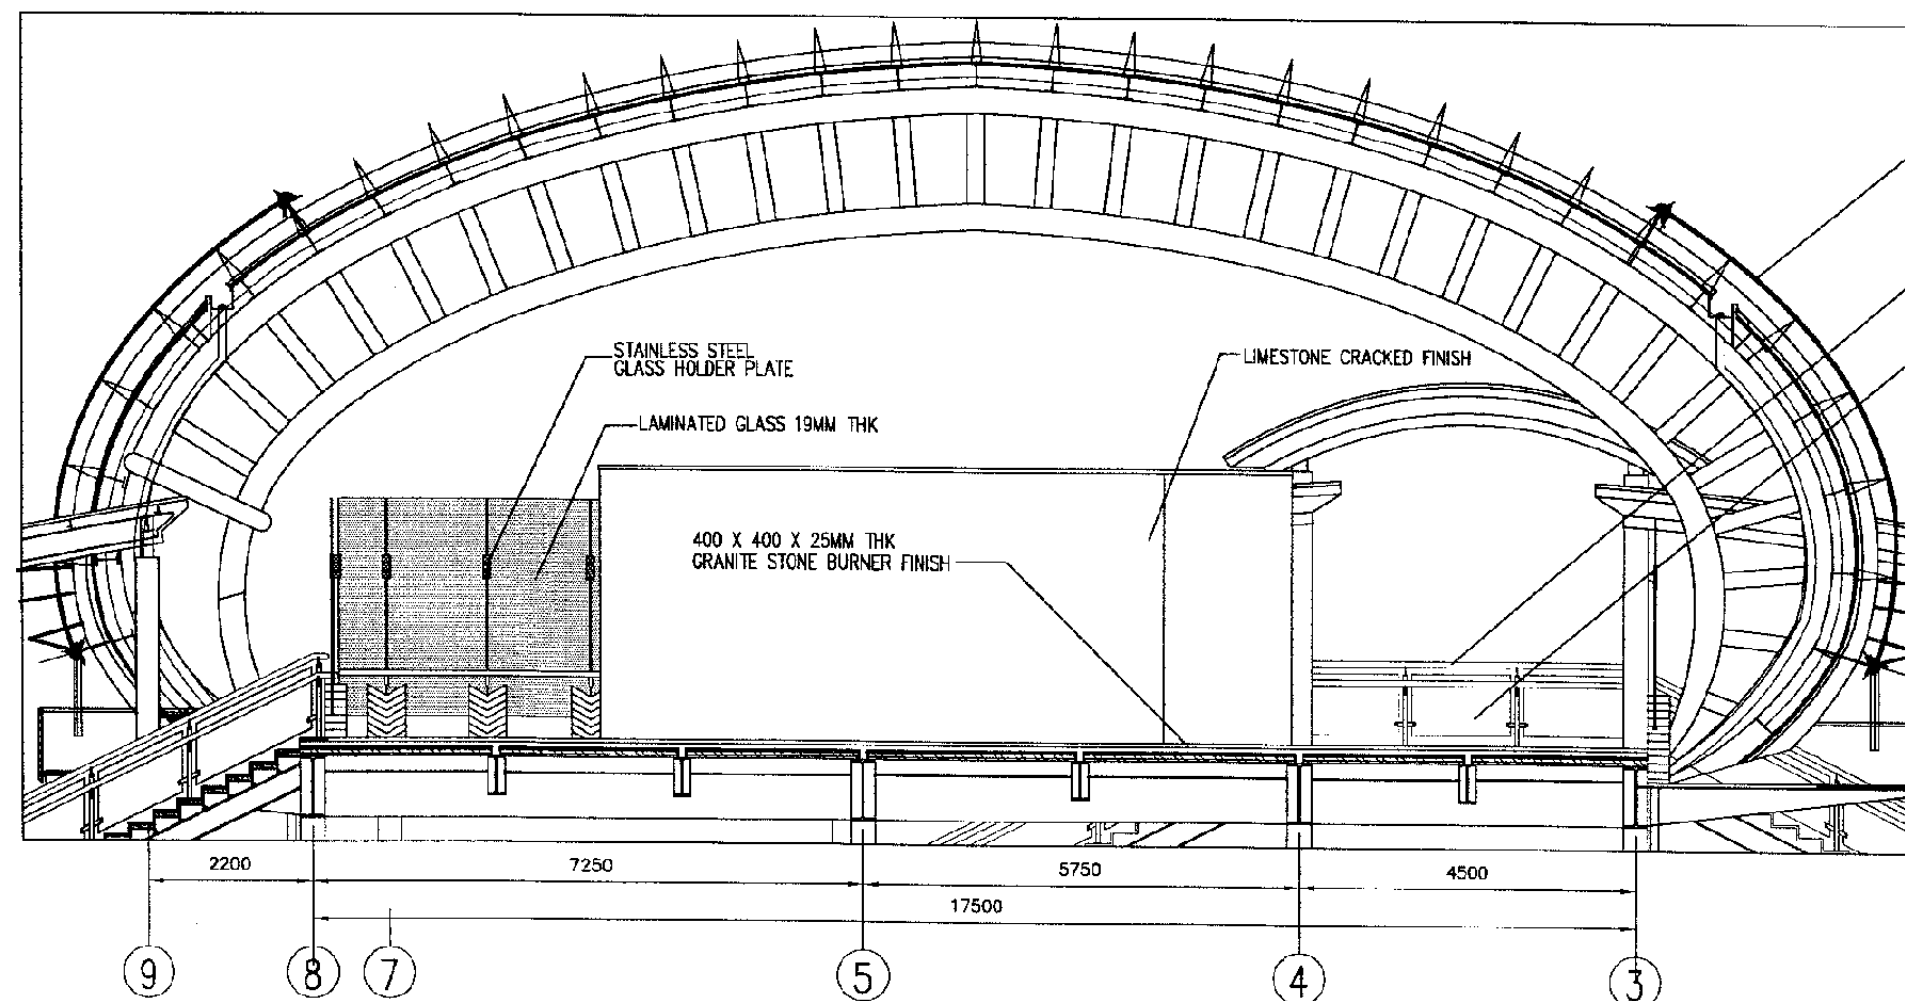 STAINLESS STEEL
GLASS HOLDER PLATE
LIMESTONE CRACKED FINISH
LAMINATED GLASS 19MM THK
400 X 400 X 25MM THK
GRANITE STONE BURNER FINISH
2200
7250
5750
4500
17500
9
8
7
5
4
3